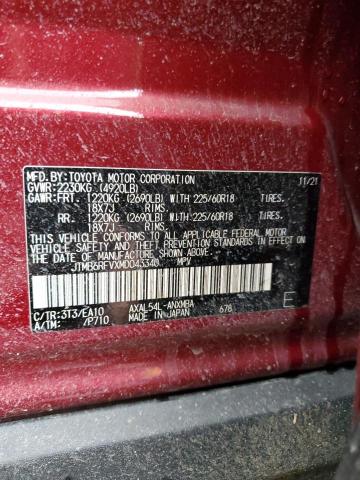 MFD.BY:TOYOTA MOTOR CORPORATION 11/21
GVWR:2230KG (4920LB)
GAWR:FRT. 1220KG (2690LB) WITH 225/60R18 TIRES,
18X7J RIMS,
RR. 1220KG (2690LB) WITH 225/60R18 TIRES,
18X7J RIMS,
THIS VEHICLE CONFORMS TO ALL APPLICABLE FEDERAL MOTOR
VEHICLE SAFETY AND THEFT PREVENTION STANDARDS IN
EFFECT ON THE DATE OF MANUFACTURE SHOWN ABOVE.
JTMB6RFVXMD043340 MPV
C/TR:3T3/EA10 AXAL54L-ANXMBA 678
A/TM: /P710 MADE IN JAPAN
E